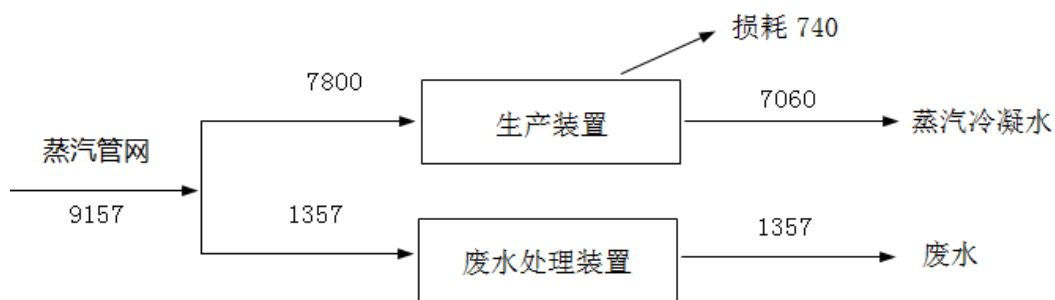 损耗 740
7800
7060
生产装置
蒸汽冷凝水
蒸汽管网
9157
1357
1357
废水处理装置
废水